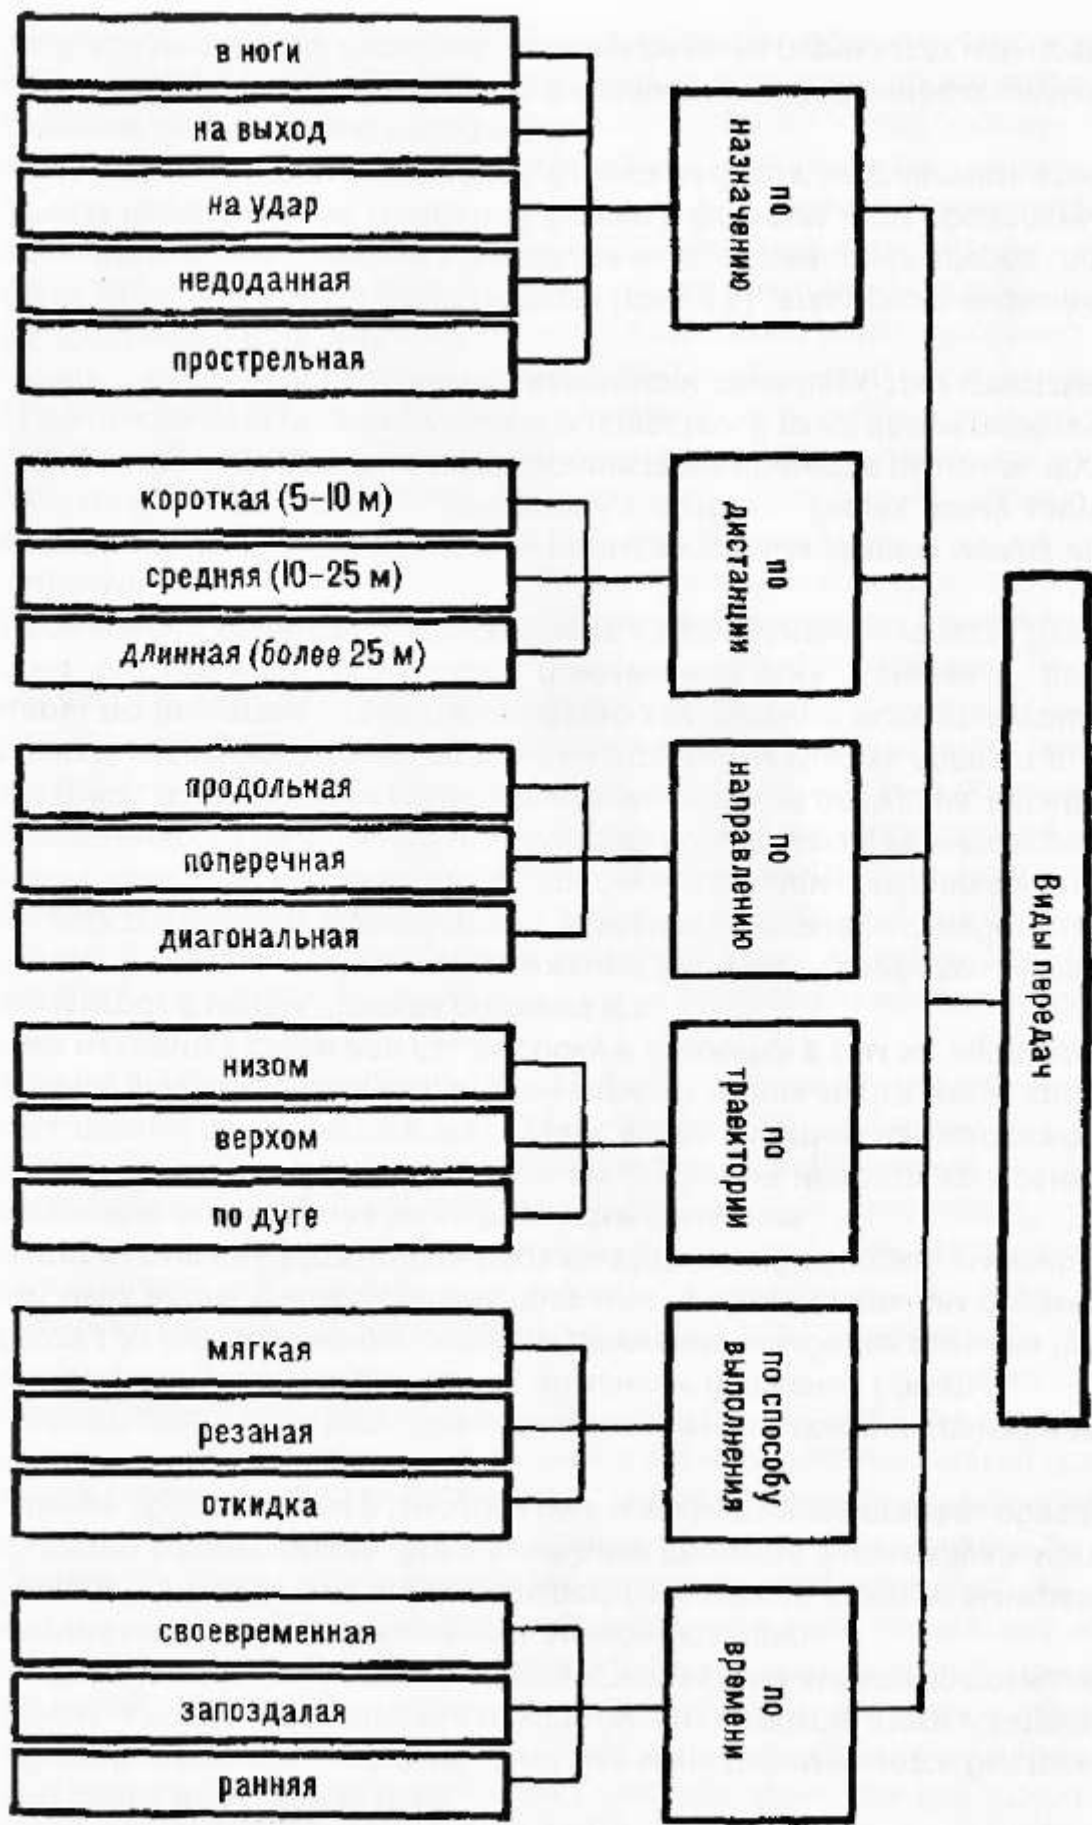 Виды передач
по
назначению
в ноги
на выход
на удар
недоданная
прострельная
по
дистанции
короткая (5–10 м)
средняя (10–25 м)
длинная (более 25 м)
по
направлению
продольная
поперечная
диагональная
по
траектории
низом
верхом
по дуге
по способу
выполнения
мягкая
резаная
откидка
по
времени
своевременная
запоздалая
ранняя